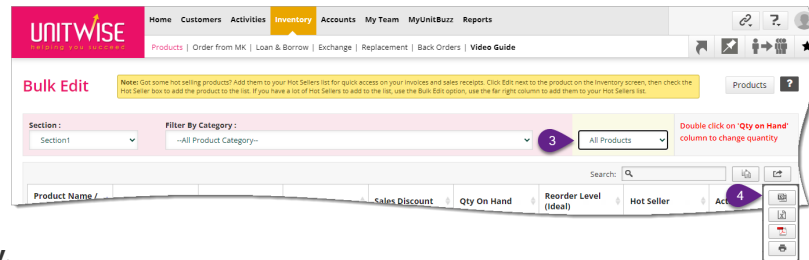 UNITWISE
helping you succeed
Home Customers Activities Inventory Accounts My Team MyUnitBuzz Reports
Products | Order from MK | Loan & Borrow | Exchange | Replacement | Back Orders | Video Guide
Bulk Edit
Note: Got some hot selling products? Add them to your Hot Sellers list for quick access on your invoices and sales receipts. Click Edit next to the product on the Inventory screen, then check the
Hot Seller box to add the product to the list. If you have a lot of Hot Sellers to add to the list, use the Bulk Edit option, use the far right column to add them to your Hot Sellers list.
Products ?
Section :
Section1
Filter By Category :
--All Product Category--
3
All Products
Double click on 'Qty on Hand'
column to change quantity
Search:
Product Name /
Sales Discount
Qty On Hand
Reorder Level
(Ideal)
Hot Seller
Act
4